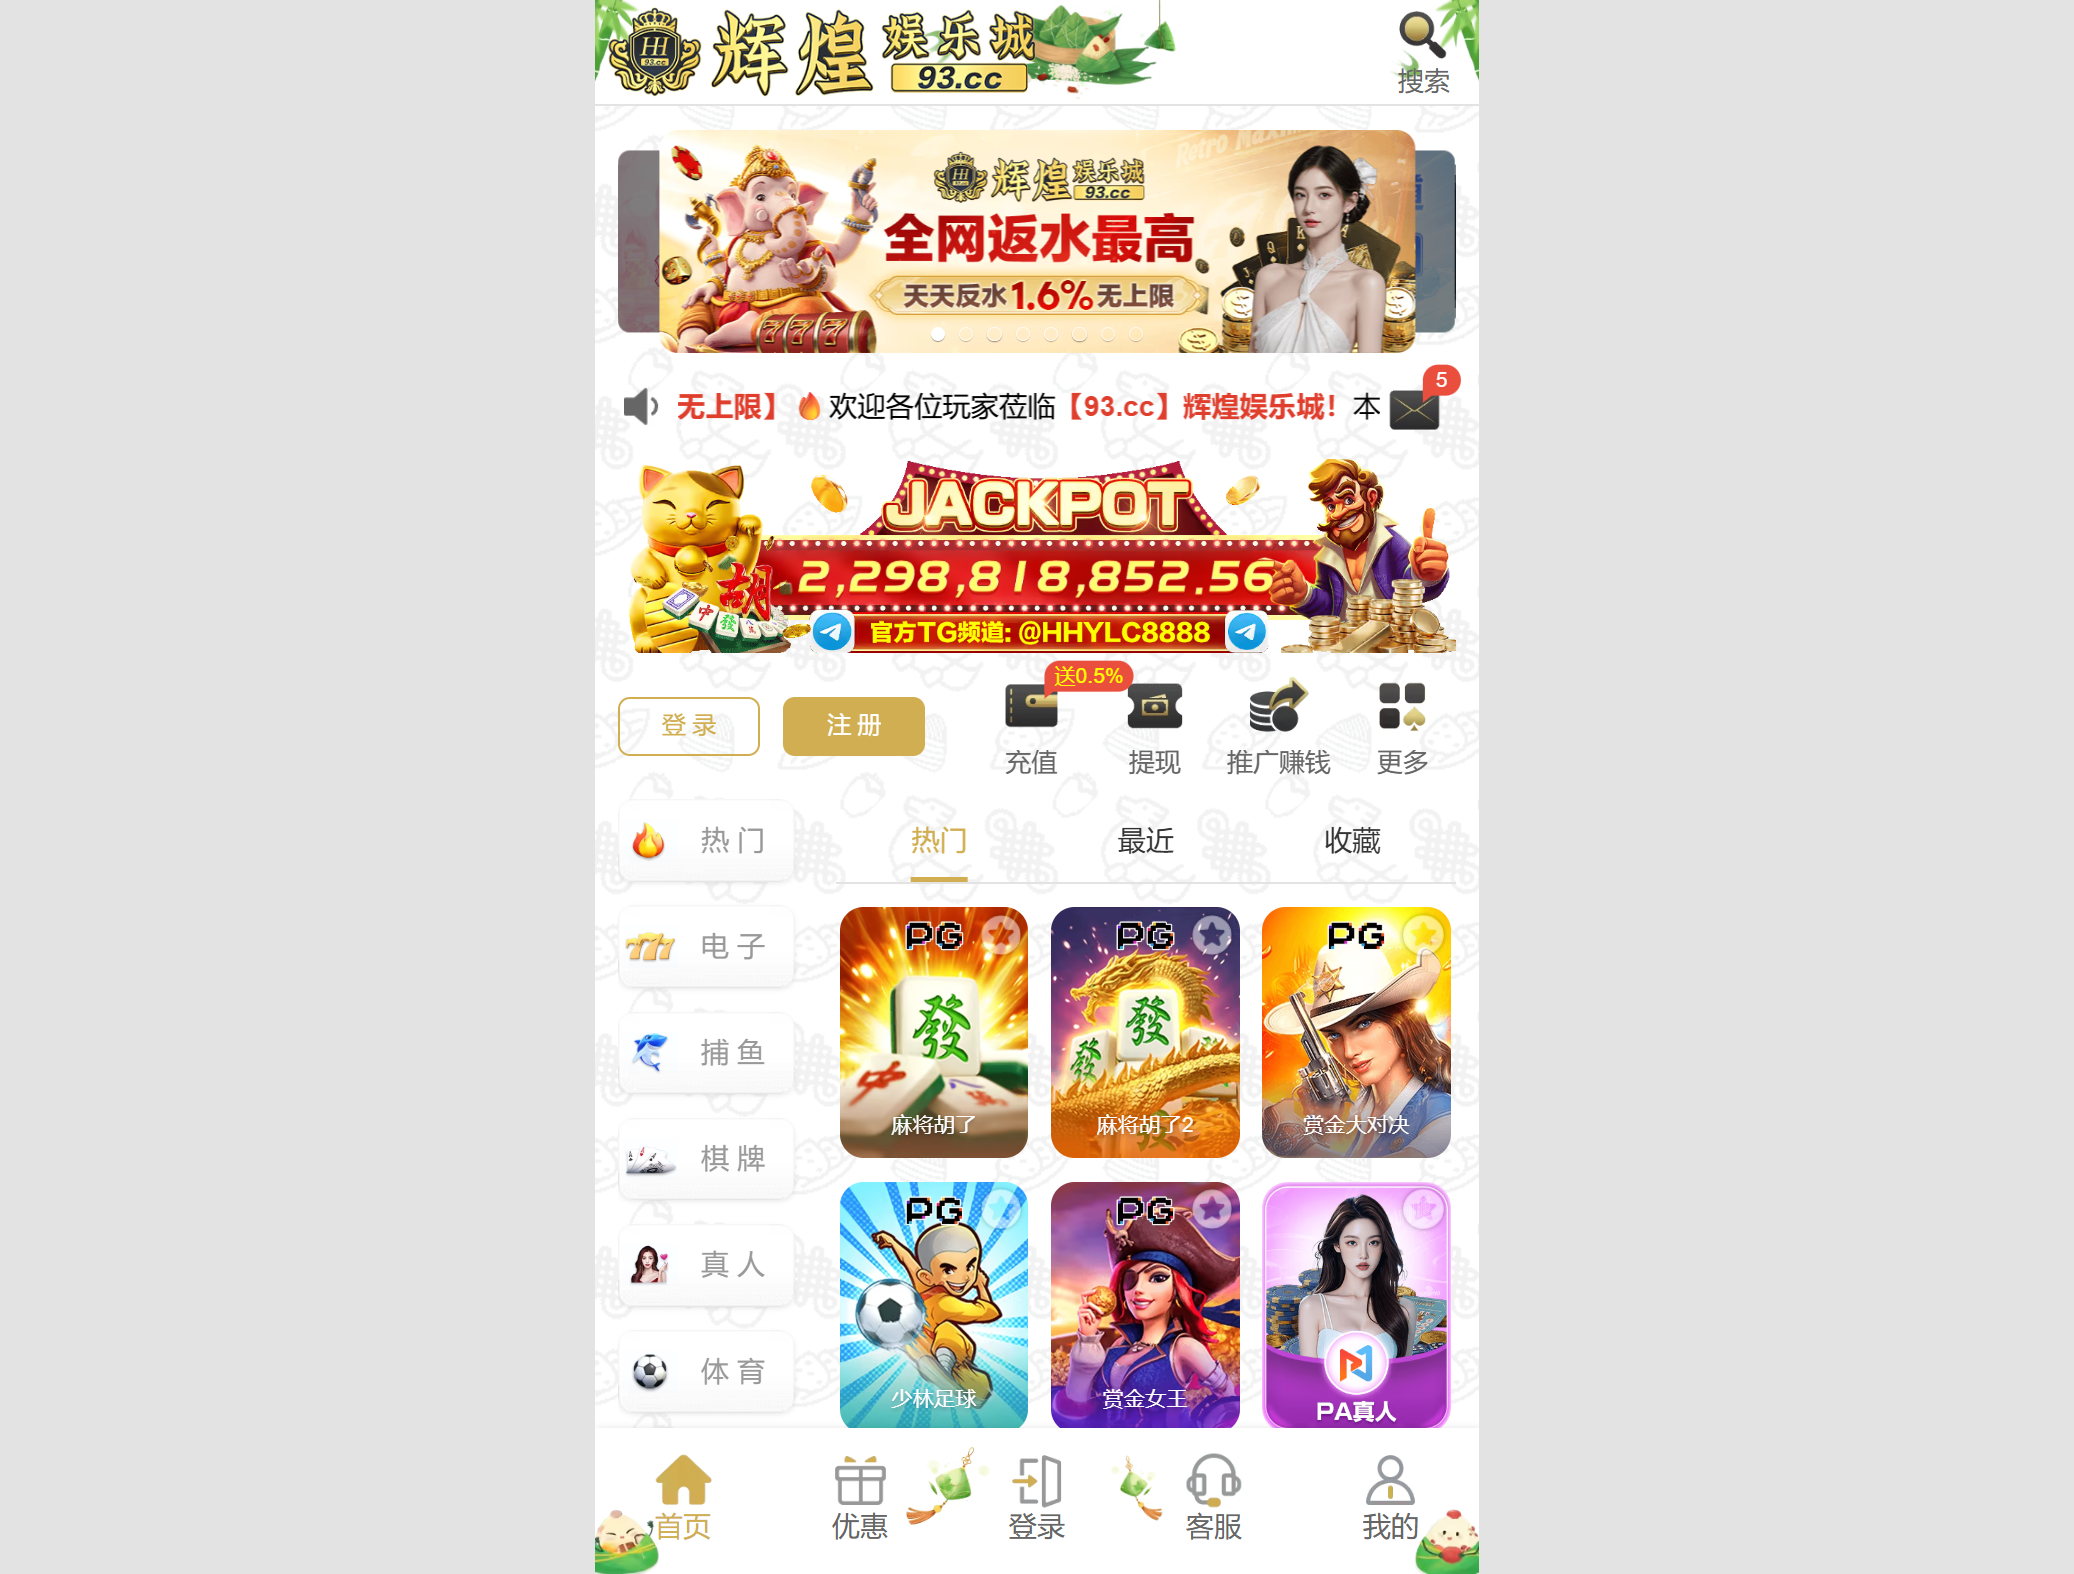 辉煌娱乐城
93.cc
搜索
辉煌娱乐城
93.cc
全网返水最高
天天反水1.6%无上限
777
无上限】🔥欢迎各位玩家莅临【93.cc】辉煌娱乐城！本
5
JACKPOT
2,298,818,852.56
胡
官方TG频道: @HHYLC8888
送0.5%
登录
注册
充值
提现
推广赚钱
更多
热门
电子
捕鱼
棋牌
真人
体育
热门
最近
收藏
PG
麻将胡了
PG
麻将胡了2
PG
赏金大对决
PG
少林足球
PG
赏金女王
PA真人
首页
优惠
登录
客服
我的